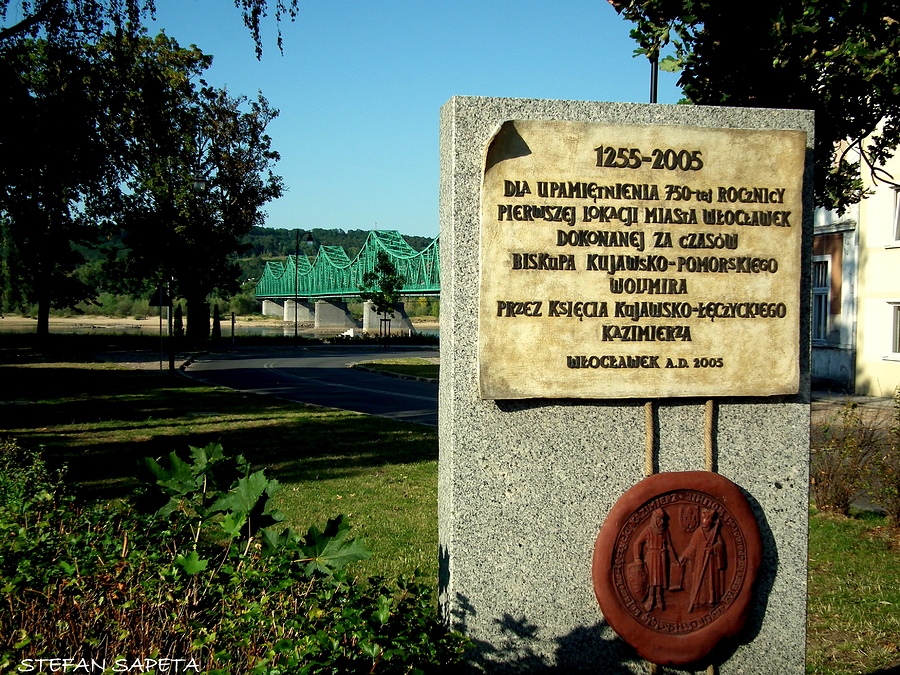 1255-2005
DLA UPAMIĘTNIENIA 750-tej ROCZNICY
PIERWSZEJ LOKACJI MIASTA WŁOCŁAWEK
DOKONANEJ ZA CZASÓW
BISKUPA KUJAWSKO-POMORSKIEGO
WOLIMIRA
PRZEZ KSIĘCIA KUJAWSKO-ŁĘCZYCKIEGO
KAZIMIERZA
WŁOCŁAWEK A.D. 2005
STEFAN SAPETA